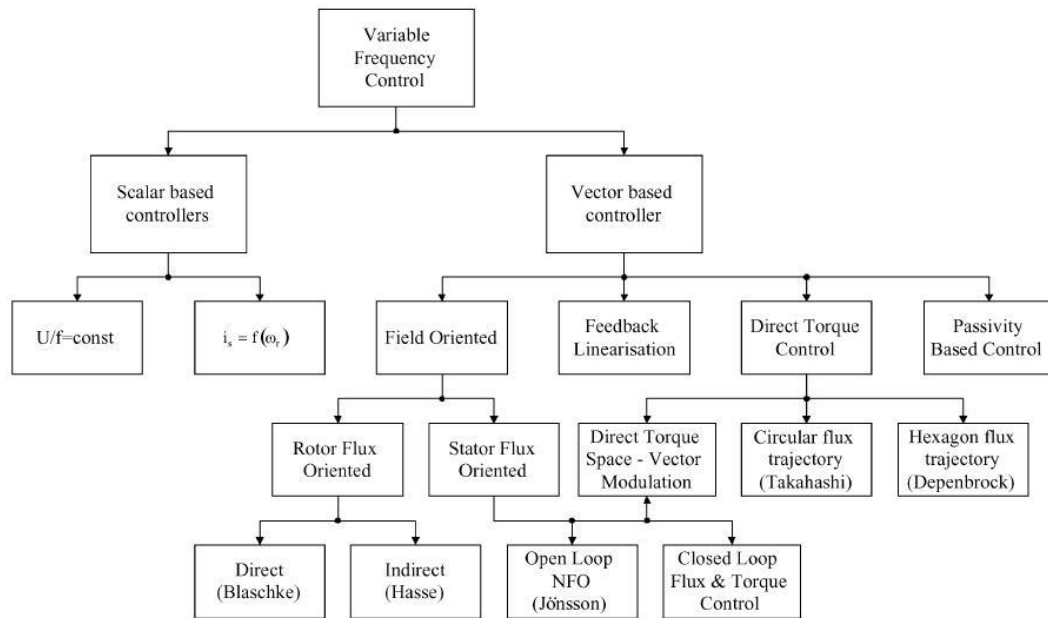 Variable
Frequency
Control
Scalar based
controllers
Vector based
controller
U/f=const
i_s = f(ω_r)
Field Oriented
Feedback
Linearisation
Direct Torque
Control
Passivity
Based Control
Rotor Flux
Oriented
Stator Flux
Oriented
Direct Torque
Space - Vector
Modulation
Circular flux
trajectory
(Takahashi)
Hexagon flux
trajectory
(Depenbrock)
Direct
(Blaschke)
Indirect
(Hasse)
Open Loop
NFO
(Jönsson)
Closed Loop
Flux & Torque
Control